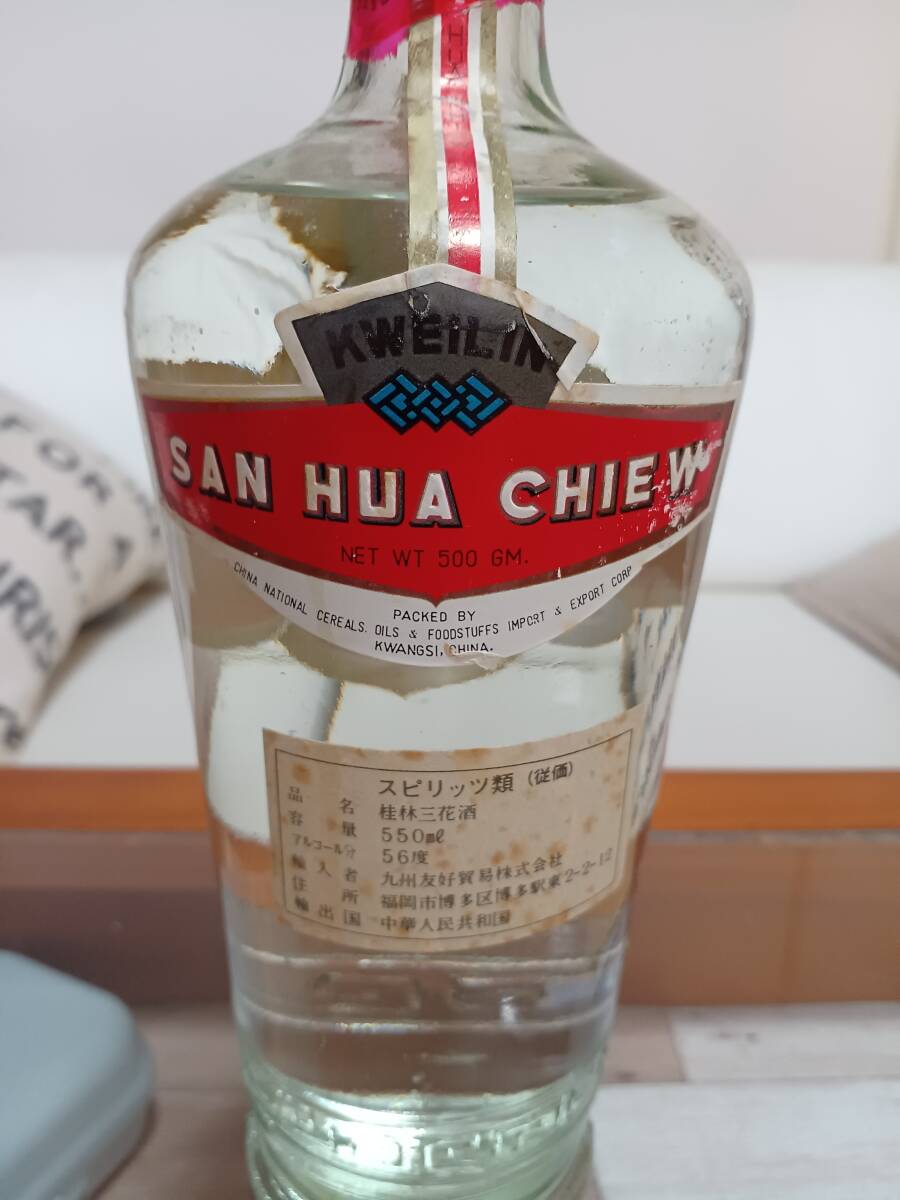 KWEILIN
SAN HUA CHIEW
NET WT 500 GM.
PACKED BY
CHINA NATIONAL CEREALS, OILS & FOODSTUFFS IMPORT & EXPORT CORP
KWANGSI, CHINA.
スピリッツ類 (従価)
品名 桂林三花酒
容量 550ml
アルコール分 56度
輸入者 九州友好貿易株式会社
住所 福岡市博多区博多駅東2-2-12
輸出国 中華人民共和国
FOR
TAR